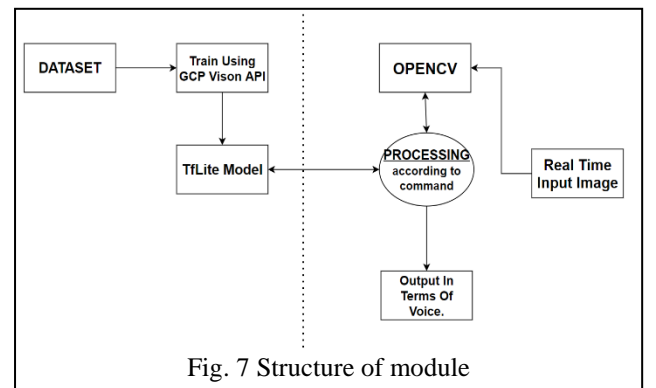 DATASET
Train Using
GCP Vison API
TfLite Model
OPENCV
PROCESSING
according to
command
Real Time
Input Image
Output In
Terms Of
Voice.
Fig. 7 Structure of module